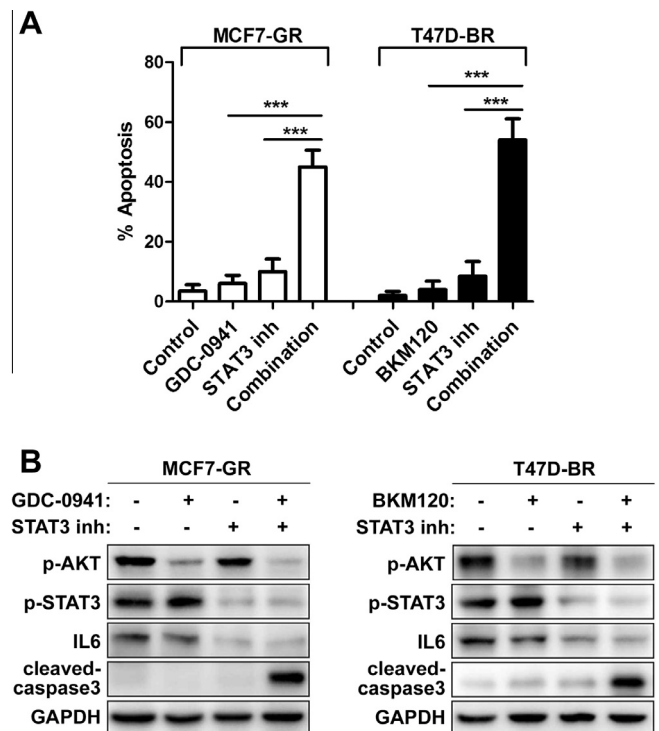 A
MCF7-GR T47D-BR
80
60
40
20
0
% Apoptosis
*** ***
*** ***
Control GDC-0941 STAT3 inh Combination Control BKM120 STAT3 inh Combination
B
MCF7-GR T47D-BR
GDC-0941: - + - + BKM120: - + - +
STAT3 inh: - - + + STAT3 inh: - - + +
p-AKT p-AKT
p-STAT3 p-STAT3
IL6 IL6
cleaved- cleaved-
caspase3 caspase3
GAPDH GAPDH